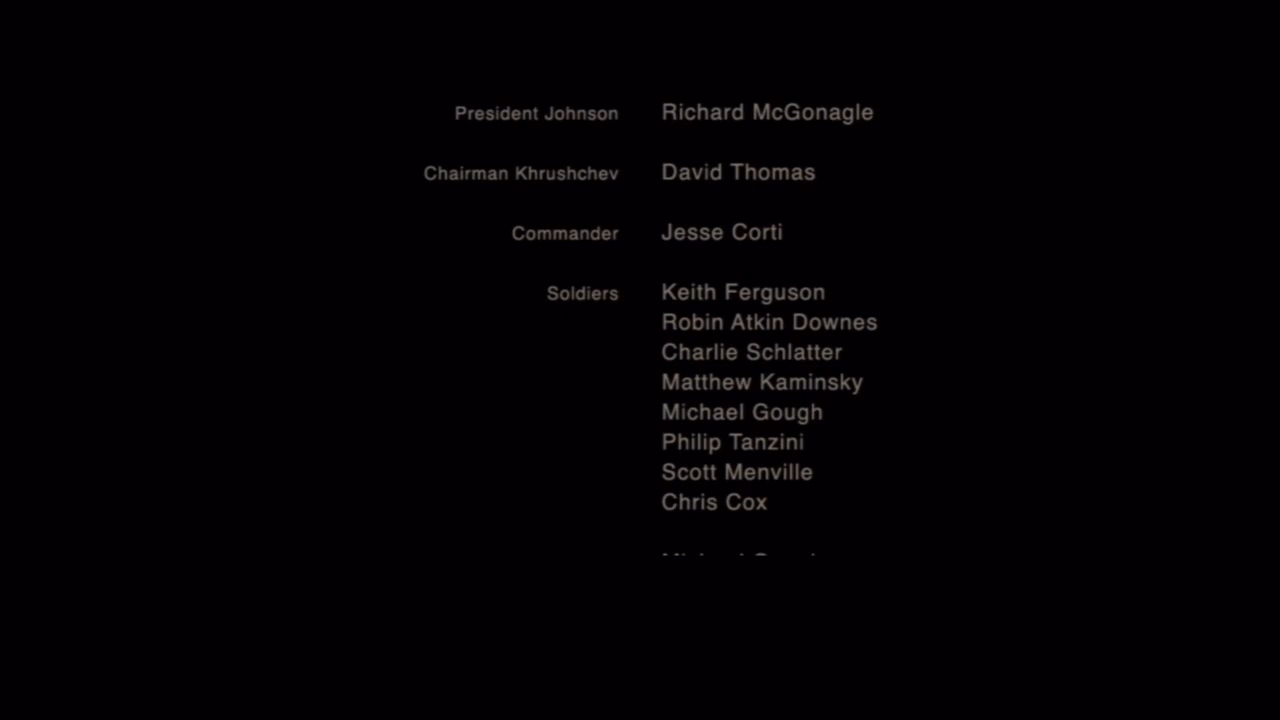 President Johnson Richard McGonagle
Chairman Khrushchev David Thomas
Commander Jesse Corti
Soldiers Keith Ferguson
Robin Atkin Downes
Charlie Schlatter
Matthew Kaminsky
Michael Gough
Philip Tanzini
Scott Menville
Chris Cox